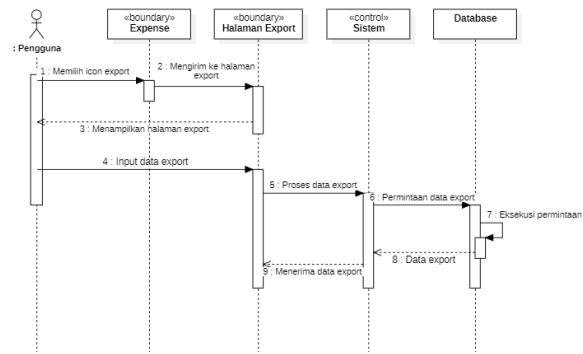 «boundary»
Expense
«boundary»
Halaman Export
«control»
Sistem
Database
: Pengguna
1 : Memilih icon export
2 : Mengirim ke halaman
export
3 : Menampilkan halaman export
4 : Input data export
5 : Proses data export
6 : Permintaan data export
7 : Eksekusi permintaan
8 : Data export
9 : Menerima data export